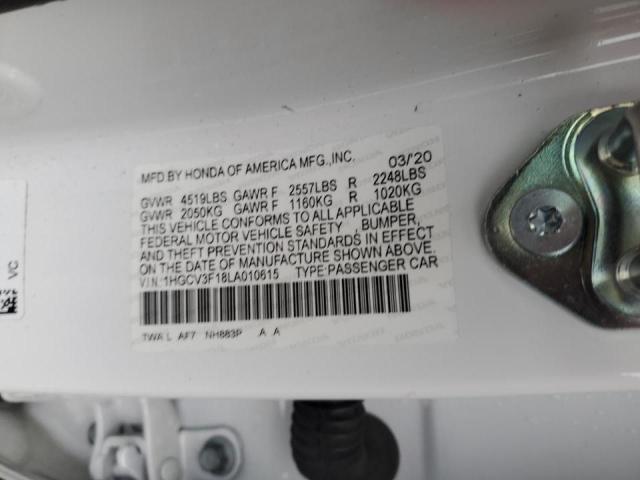 MFD BY HONDA OF AMERICA MFG.,INC. 03/20
GVWR 4519LBS GAWR F 2557LBS R 2248LBS
GVWR 2050KG GAWR F 1160KG R 1020KG
THIS VEHICLE CONFORMS TO ALL APPLICABLE
FEDERAL MOTOR VEHICLE SAFETY, BUMPER,
AND THEFT PREVENTION STANDARDS IN EFFECT
ON THE DATE OF MANUFACTURE SHOWN ABOVE.
V I N: 1HGCV3F18LA010615 TYPE:PASSENGER CAR
TWA L AF7 NH883P A A
VC